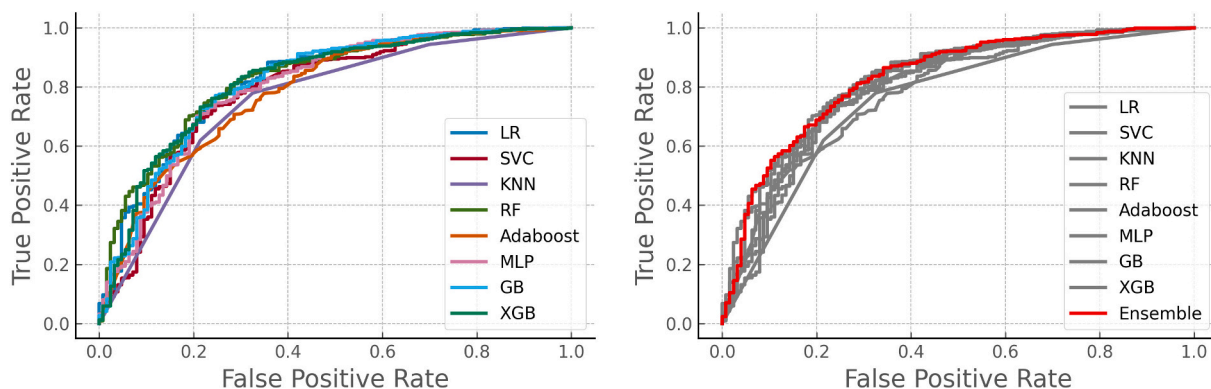 True Positive Rate
1.0
0.8
0.6
0.4
0.2
0.0
LR
SVC
KNN
RF
Adaboost
MLP
GB
XGB
0.0 0.2 0.4 0.6 0.8 1.0
False Positive Rate
True Positive Rate
1.0
0.8
0.6
0.4
0.2
0.0
LR
SVC
KNN
RF
Adaboost
MLP
GB
XGB
Ensemble
0.0 0.2 0.4 0.6 0.8 1.0
False Positive Rate